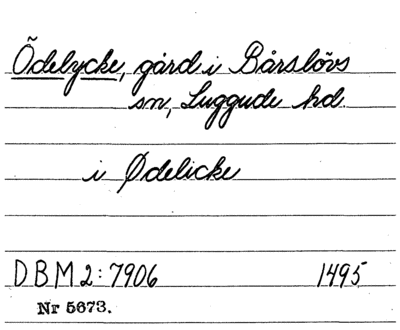 Ödelycke, gård i Bårslövs
sn, Luggude hd.
i Ødelicke
DBM 2:7906 1495
Nr 5673.